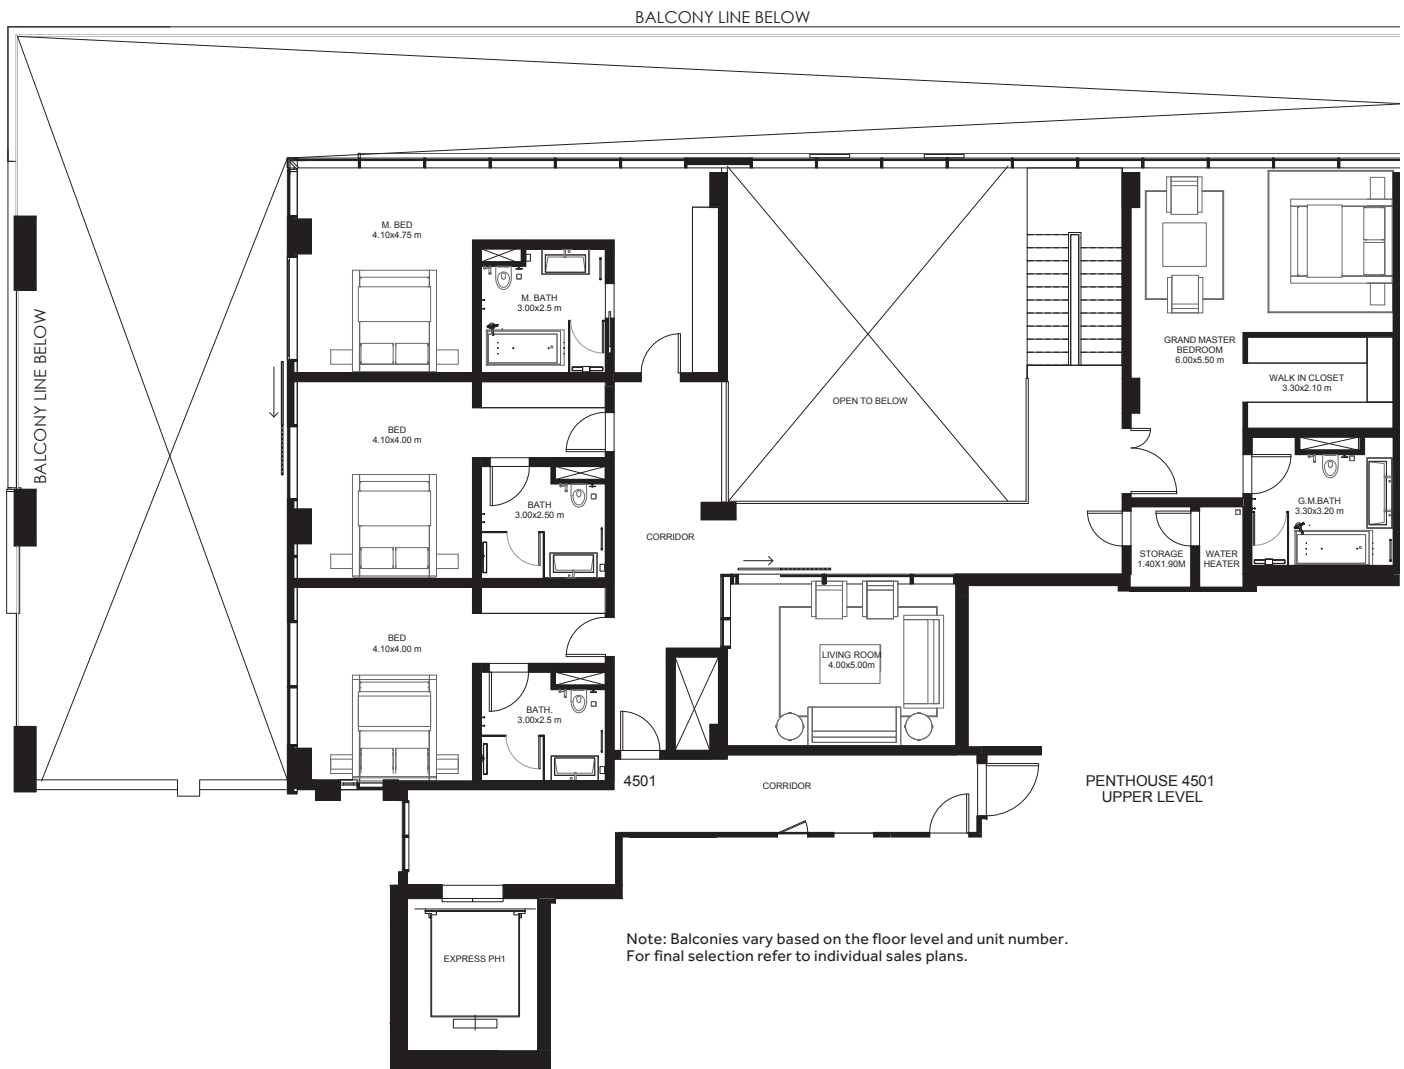 BALCONY LINE BELOW
BALCONY LINE BELOW
M. BED
4.10x4.75 m
M. BATH
3.00x2.5 m
GRAND MASTER
BEDROOM
6.00x5.50 m
WALK IN CLOSET
3.30x2.10 m
OPEN TO BELOW
BED
4.10x4.00 m
BATH
3.00x2.50 m
G.M.BATH
3.30x3.20 m
CORRIDOR
STORAGE
1.40X1.90M
WATER
HEATER
BED
4.10x4.00 m
LIVING ROOM
4.00x5.00m
BATH.
3.00x2.5 m
4501
CORRIDOR
PENTHOUSE 4501
UPPER LEVEL
Note: Balconies vary based on the floor level and unit number.
For final selection refer to individual sales plans.
EXPRESS PH1